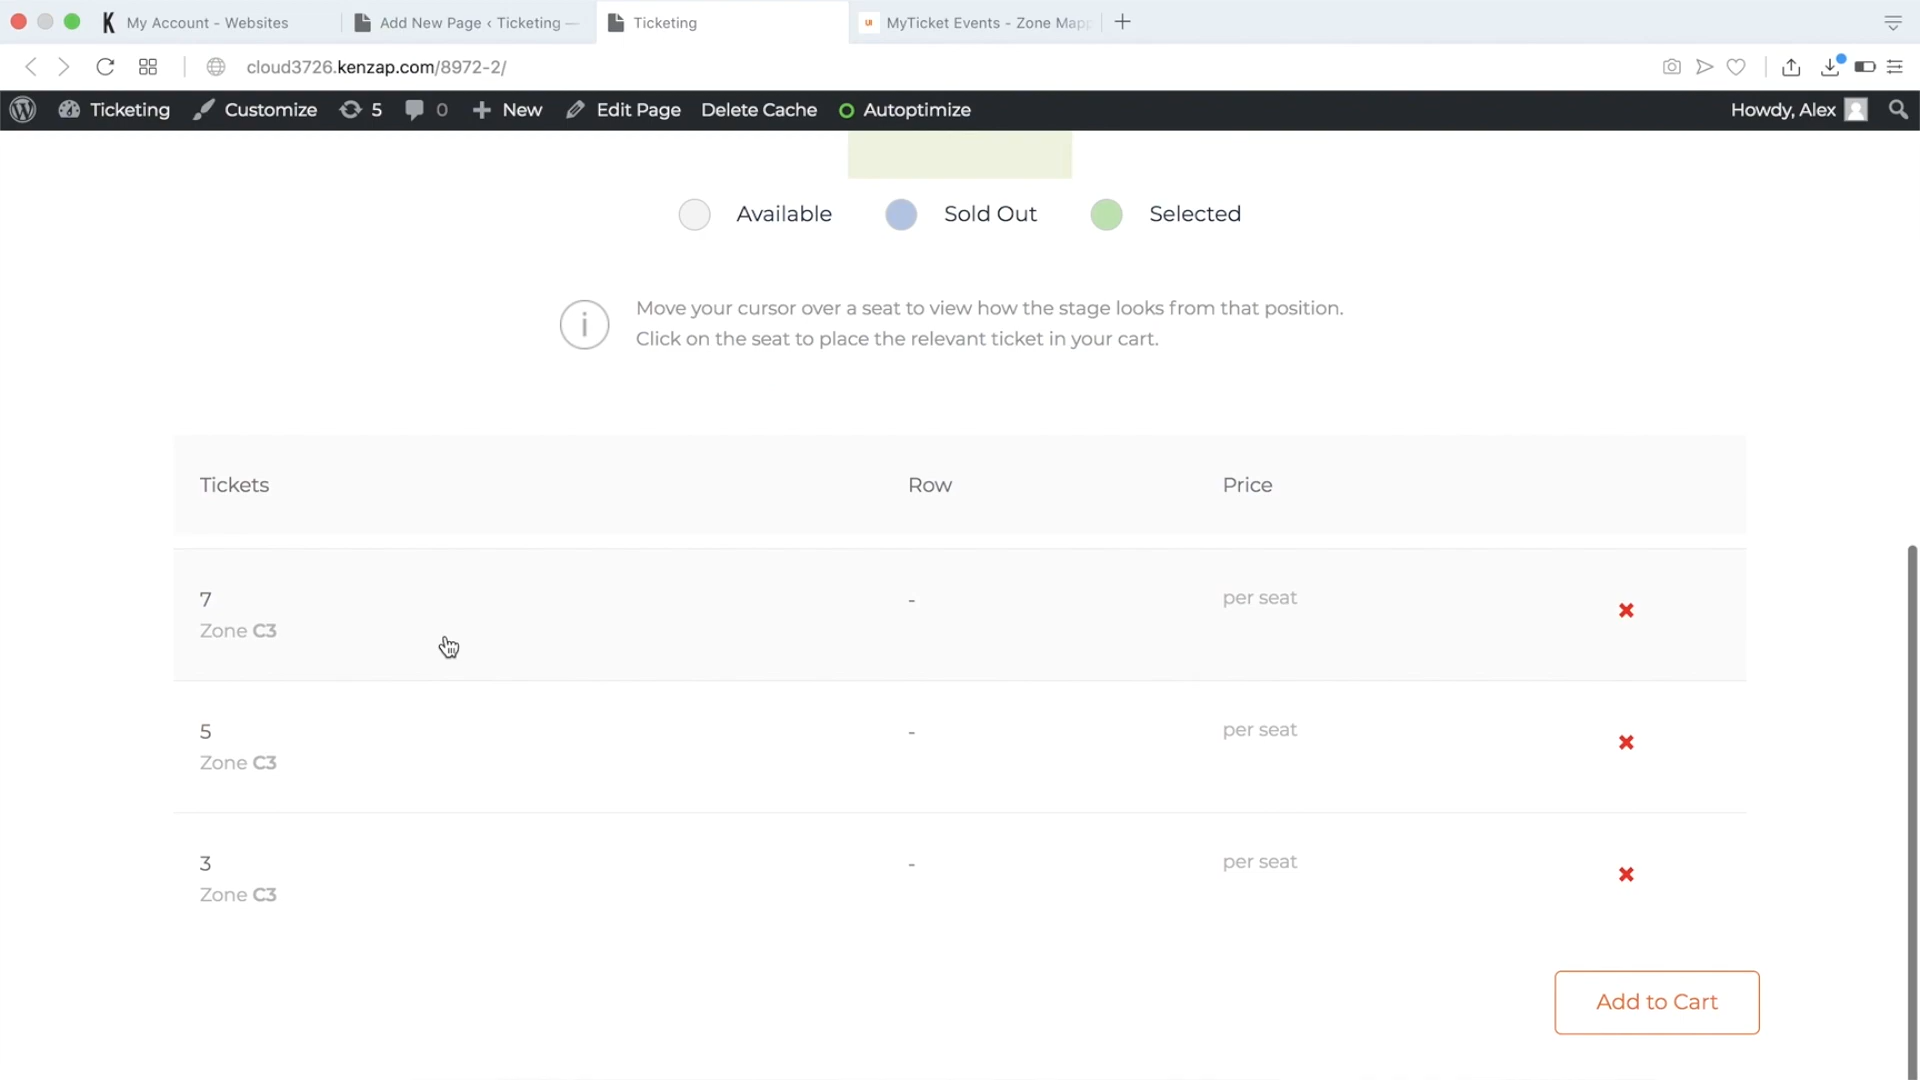 My Account - Websites
Add New Page ‹ Ticketing —
Ticketing
UI MyTicket Events - Zone Mapp
cloud3726.kenzap.com/8972-2/
Ticketing
Customize
5
0
New
Edit Page
Delete Cache
Autoptimize
Howdy, Alex
Available
Sold Out
Selected
Move your cursor over a seat to view how the stage looks from that position.
Click on the seat to place the relevant ticket in your cart.
Tickets Row Price
7 - per seat
Zone C3
5 - per seat
Zone C3
3 - per seat
Zone C3
Add to Cart